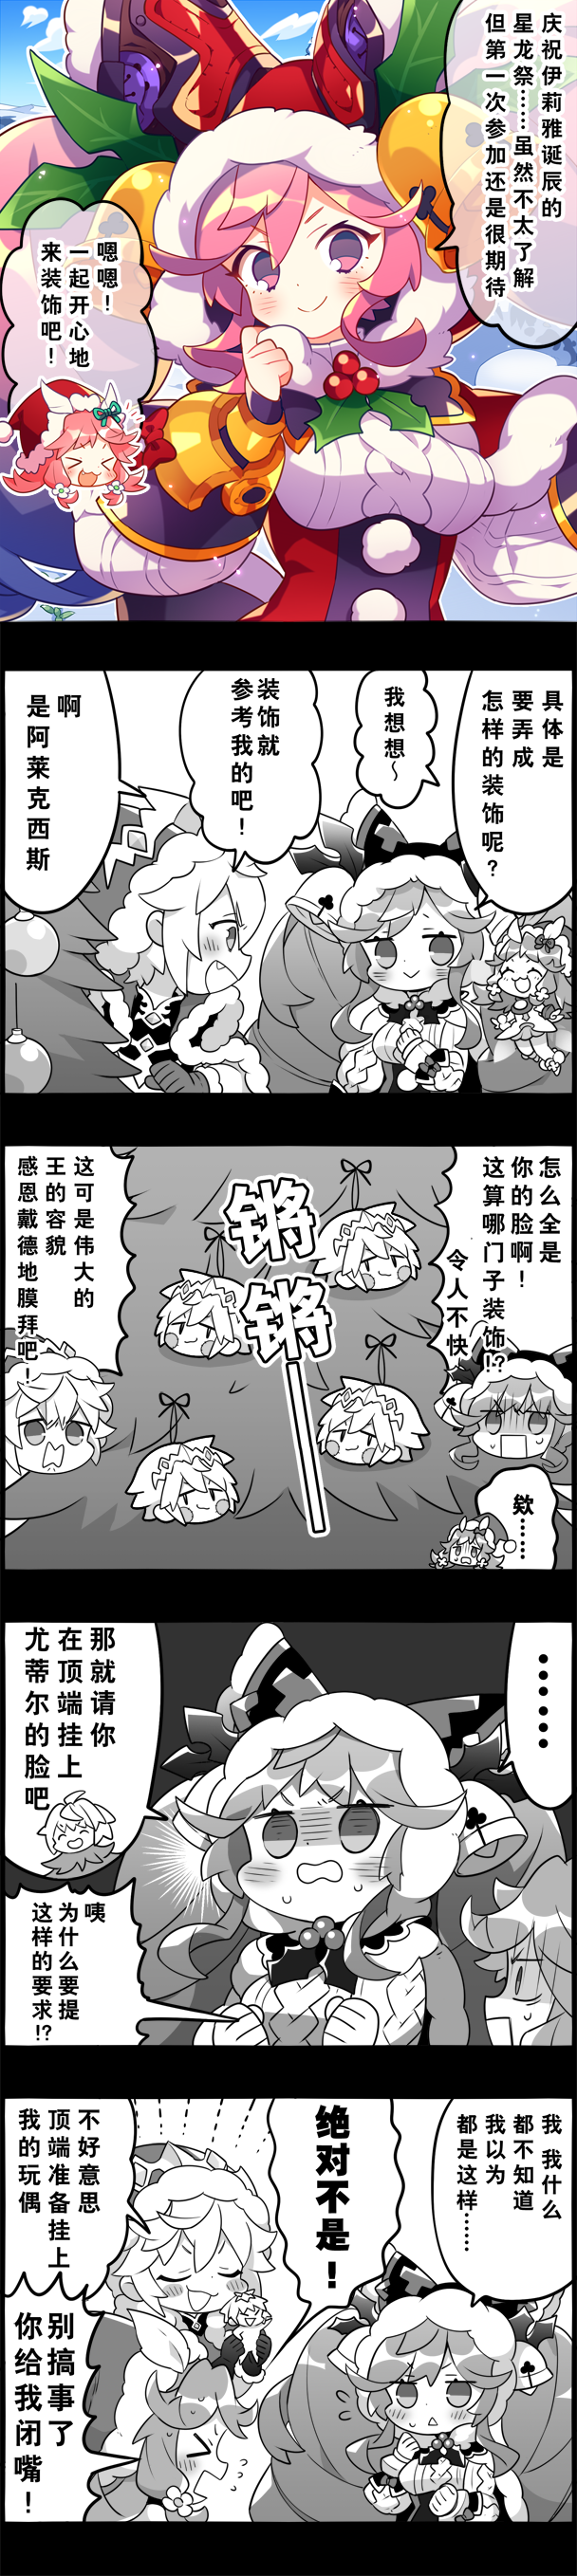 庆祝伊莉雅诞辰的
星龙祭……虽然不太了解
但第一次参加还是很期待
嗯嗯！
一起开心地
来装饰吧！
具体是
要弄成
怎样的装饰呢？
我想想～
装饰就
参考我的吧！
啊
是阿莱克西斯
怎么全是
你的脸啊！
这算哪门子装饰!?
令人不快
锵
锵
这可是伟大的
王的容貌
感恩戴德地膜拜吧！
欸……
……
那就请你
在顶端挂上
尤蒂尔的脸吧
咦
为什么要提
这样的要求!?
我 我什么
都不知道
我以为
都是这样……
绝对不是！
不好意思
顶端准备挂上
我的玩偶
别搞事了
你给我闭嘴！